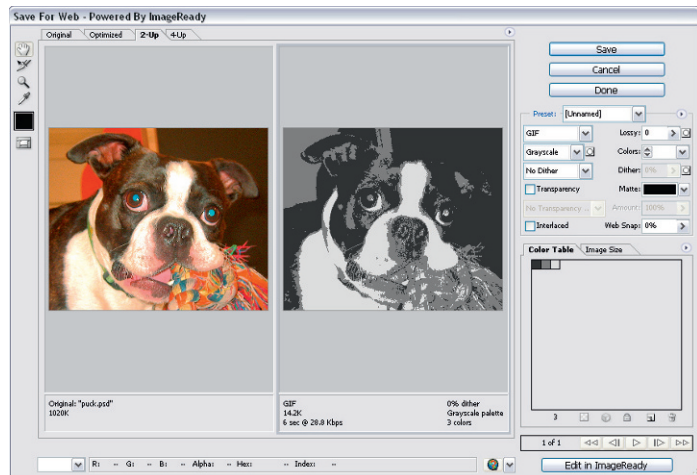 Save For Web - Powered By ImageReady
Original Optimized 2-Up 4-Up
Save
Cancel
Done
Preset: [Unnamed]
GIF Lossy: 0
Grayscale Colors:
No Dither Dither: 0%
Transparency Matte:
No Transparency ... Amount: 100%
Interlaced Web Snap: 0%
Color Table Image Size
Original: "puck.psd"
1020K
GIF 0% dither
14.2K Grayscale palette
6 sec @ 28.8 Kbps 3 colors
3
1 of 1
R: -- G: -- B: -- Alpha: -- Hex: -- Index: --
Edit in ImageReady